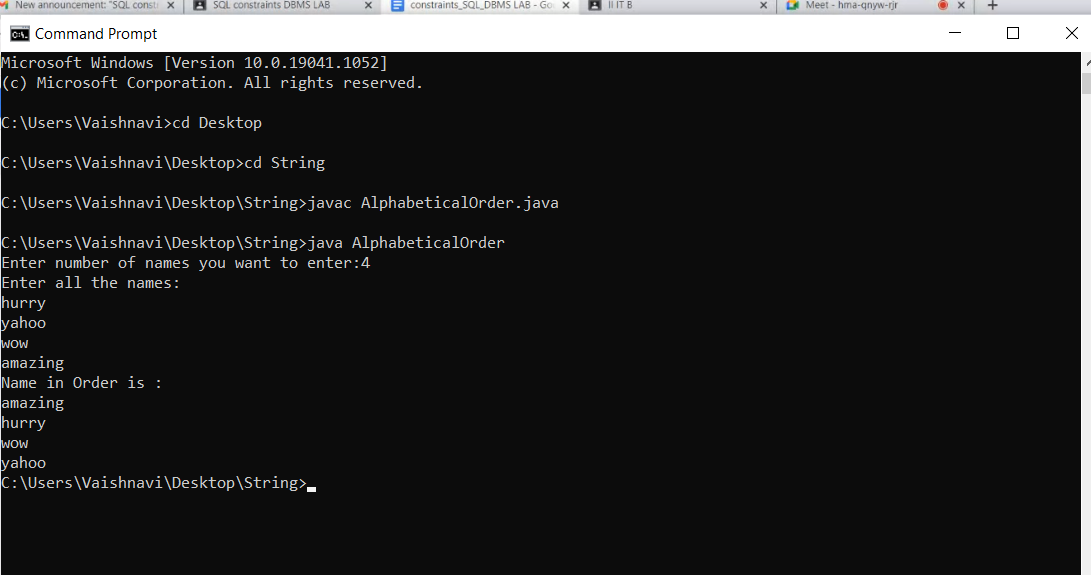 New announcement: "SQL constr
SQL constraints DBMS LAB
constraints_SQL_DBMS LAB - Goo
II IT B
Meet - hma-qnyw-rjr
Command Prompt
Microsoft Windows [Version 10.0.19041.1052]
(c) Microsoft Corporation. All rights reserved.
C:\Users\Vaishnavi>cd Desktop
C:\Users\Vaishnavi\Desktop>cd String
C:\Users\Vaishnavi\Desktop\String>javac AlphabeticalOrder.java
C:\Users\Vaishnavi\Desktop\String>java AlphabeticalOrder
Enter number of names you want to enter:4
Enter all the names:
hurry
yahoo
wow
amazing
Name in Order is :
amazing
hurry
wow
yahoo
C:\Users\Vaishnavi\Desktop\String>